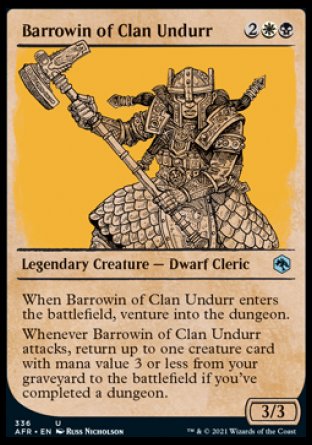 Barrowin of Clan Undurr 2
Legendary Creature — Dwarf Cleric
When Barrowin of Clan Undurr enters
the battlefield, venture into the dungeon.
Whenever Barrowin of Clan Undurr
attacks, return up to one creature card
with mana value 3 or less from your
graveyard to the battlefield if you've
completed a dungeon.
3/3
336 U
AFR • EN Russ Nicholson ™ & © 2021 Wizards of the Coast